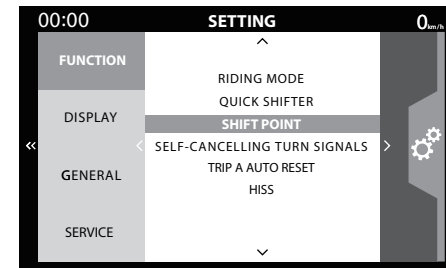 00:00 SETTING 0km/h
FUNCTION
DISPLAY
GENERAL
SERVICE
RIDING MODE
QUICK SHIFTER
SHIFT POINT
SELF-CANCELLING TURN SIGNALS
TRIP A AUTO RESET
HISS